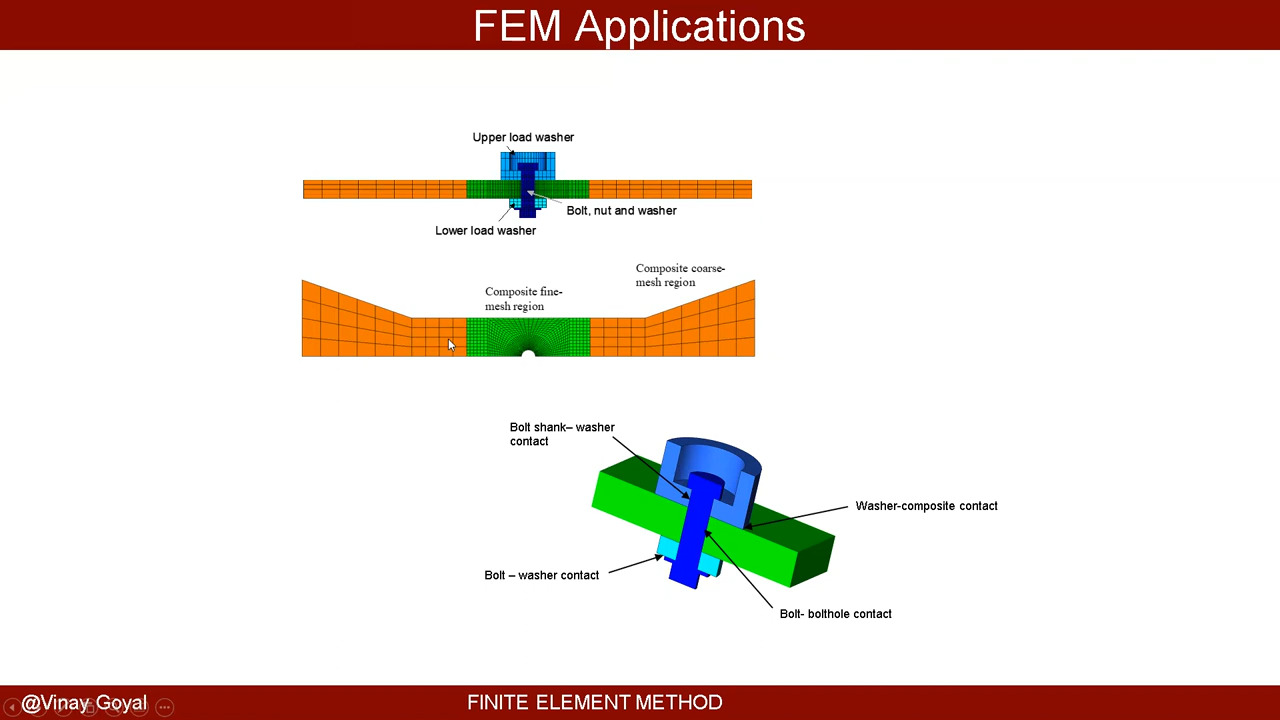 FEM Applications
Upper load washer
Bolt, nut and washer
Lower load washer
Composite coarse-
mesh region
Composite fine-
mesh region
Bolt shank– washer
contact
Washer-composite contact
Bolt – washer contact
Bolt- bolthole contact
@Vinay Goyal
FINITE ELEMENT METHOD